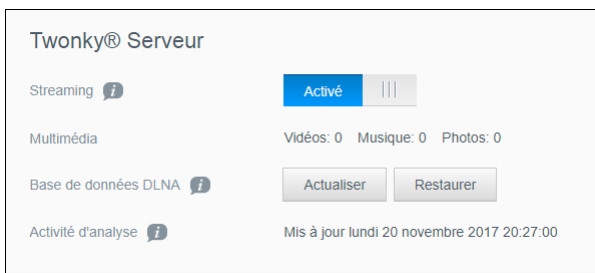 Twonky® Serveur
Streaming i Activé
Multimédia Vidéos: 0 Musique: 0 Photos: 0
Base de données DLNA i Actualiser Restaurer
Activité d'analyse i Mis à jour lundi 20 novembre 2017 20:27:00